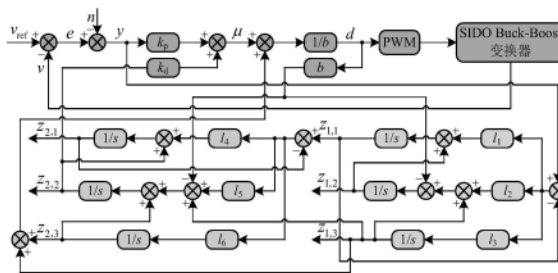 n
v_ref e y k_p μ 1/b d PWM SIDO Buck-Boost
变换器
v k_d b
z_{2,1} 1/s l_4 z_{1,1} 1/s l_1
z_{2,2} 1/s l_5 z_{1,2} 1/s l_2
z_{2,3} 1/s l_6 z_{1,3} 1/s l_3